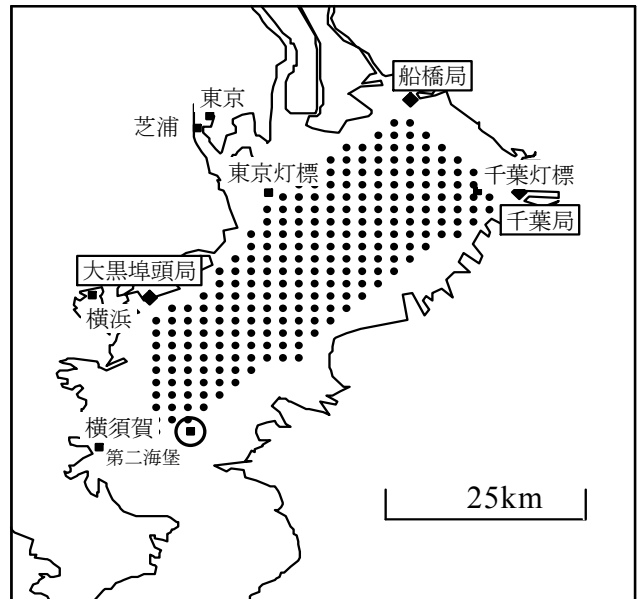 船橋局
東京
芝浦
東京灯標
千葉灯標
千葉局
大黒埠頭局
横浜
横須賀
第二海堡
25km